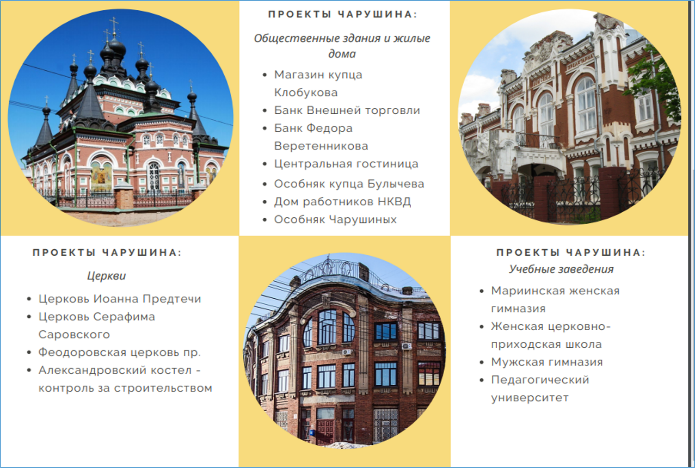 ПРОЕКТЫ ЧАРУШИНА:
Общественные здания и жилые
дома
• Магазин купца
Клобукова
• Банк Внешней торговли
• Банк Федора
Веретенникова
• Центральная гостиница
• Особняк купца Булычева
• Дом работников НКВД
• Особняк Чарушиных
ПРОЕКТЫ ЧАРУШИНА:
Церкви
• Церковь Иоанна Предтечи
• Церковь Серафима
Саровского
• Феодоровская церковь пр.
• Александровский костел -
контроль за строительством
ПРОЕКТЫ ЧАРУШИНА:
Учебные заведения
• Мариинская женская
гимназия
• Женская церковно-
приходская школа
• Мужская гимназия
• Педагогический
университет